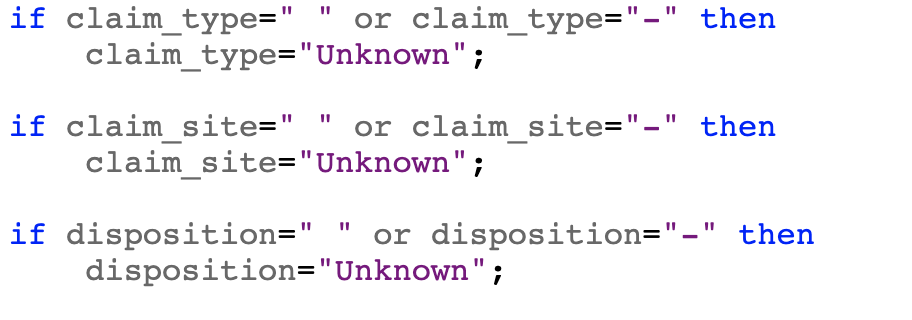 if claim_type=" " or claim_type="-" then
    claim_type="Unknown";

if claim_site=" " or claim_site="-" then
    claim_site="Unknown";

if disposition=" " or disposition="-" then
    disposition="Unknown";